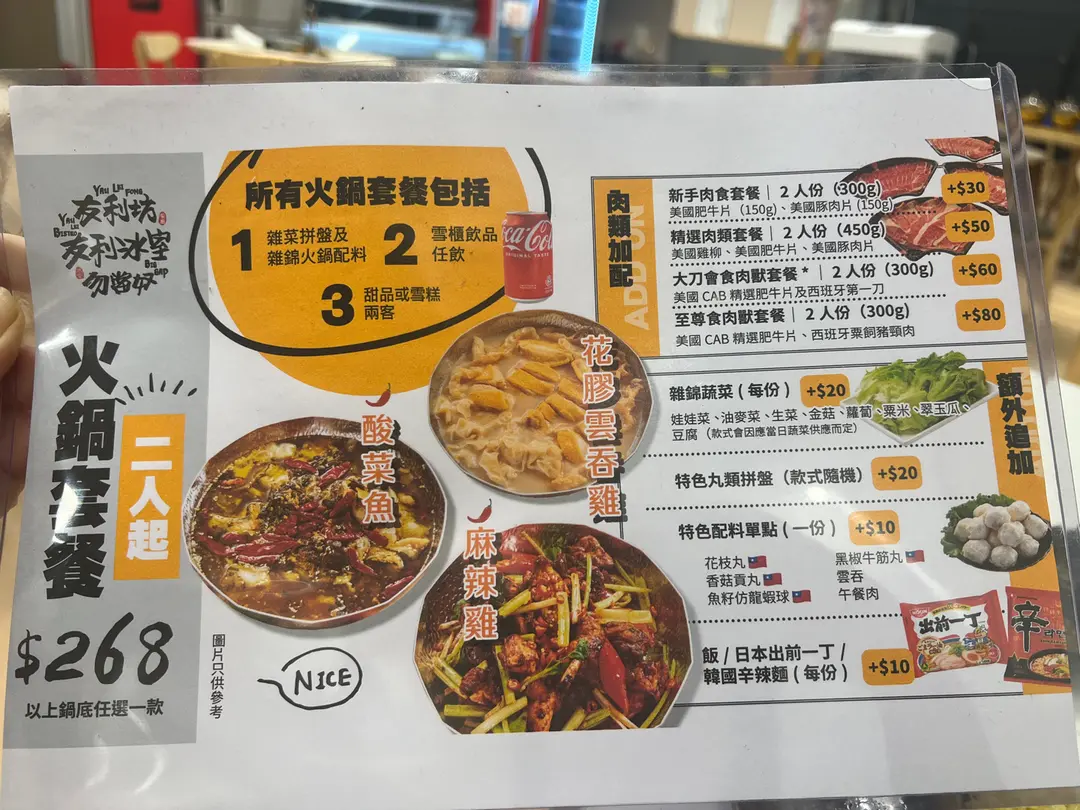 YAU LEI FONG
友利坊
YAU LEI BISTRO
友利冰室
BIG GAP
勿醬奴
火鍋套餐
二人起
$268
以上鍋底任選一款
所有火鍋套餐包括
1 雜菜拼盤及
雜錦火鍋配料
2 雪櫃飲品
任飲
3 甜品或雪糕
兩客
Coca-Cola
ORIGINAL TASTE
酸菜魚
花膠雲吞雞
麻辣雞
圖片只供參考
NICE
肉類加配
ADD ON
新手肉食套餐｜2 人份（300g） +$30
美國肥牛片（150g）、美國豚肉片 (150g)
精選肉類套餐｜2 人份（450g） +$50
美國雞柳、美國肥牛片、美國豚肉片
大刀會食肉獸套餐 *｜2 人份（300g） +$60
美國 CAB 精選肥牛片及西班牙第一刀
至尊食肉獸套餐｜2 人份（300g） +$80
美國 CAB 精選肥牛片、西班牙粟飼豬頸肉
額外追加
雜錦蔬菜 ( 每份 ) +$20
娃娃菜、油麥菜、生菜、金菇、蘿蔔、粟米、翠玉瓜、
豆腐（款式會因應當日蔬菜供應而定）
特色丸類拼盤（款式隨機） +$20
特色配料單點 ( 一份 ) +$10
花枝丸
香菇貢丸
魚籽仿龍蝦球
黑椒牛筋丸
雲吞
午餐肉
飯 / 日本出前一丁 /
韓國辛辣麵 ( 每份 ) +$10
出前一丁
辛